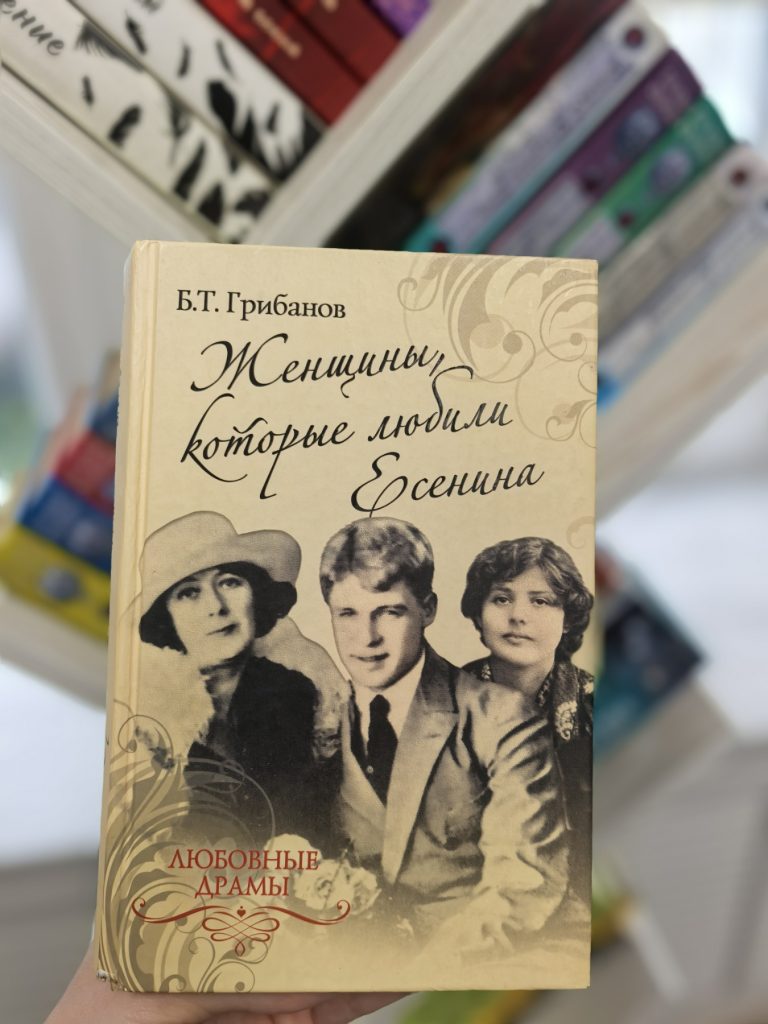 Б.Т. Грибанов
Женщины,
которые любили
Есенина
ЛЮБОВНЫЕ
ДРАМЫ